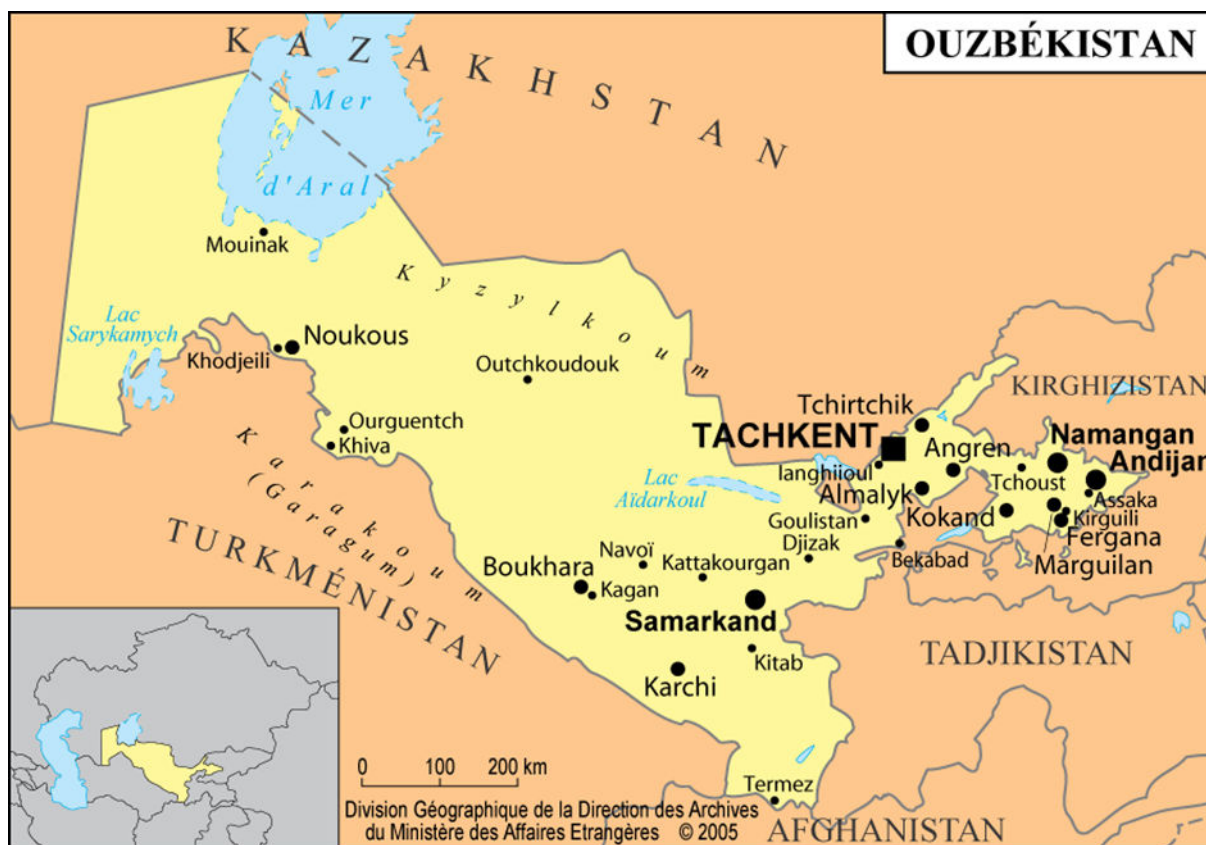 OUZBÉKISTAN
KAZAKHSTAN
Mer
d'Aral
Mouinak
Kyzylkoum
Lac
Sarykamych
Noukous
Khodjeili
Outchkoudouk
KIRGHIZISTAN
Ourguentch
Khiva
Tchirtchik
TACHKENT
Namangan
Andijan
Angren
Ianghiioul
Tchoust
Karakoum
(Garagum)
Lac
Aïdarkoul
Almalyk
Assaka
Kokand
Kirguili
Goulistan
Fergana
Djizak
Bekabad
Marguilan
TURKMÉNISTAN
Navoï
Kattakourgan
Boukhara
Kagan
Samarkand
TADJIKISTAN
Kitab
Karchi
0 100 200 km
Termez
Division Géographique de la Direction des Archives
du Ministère des Affaires Etrangères © 2005
AFGHANISTAN